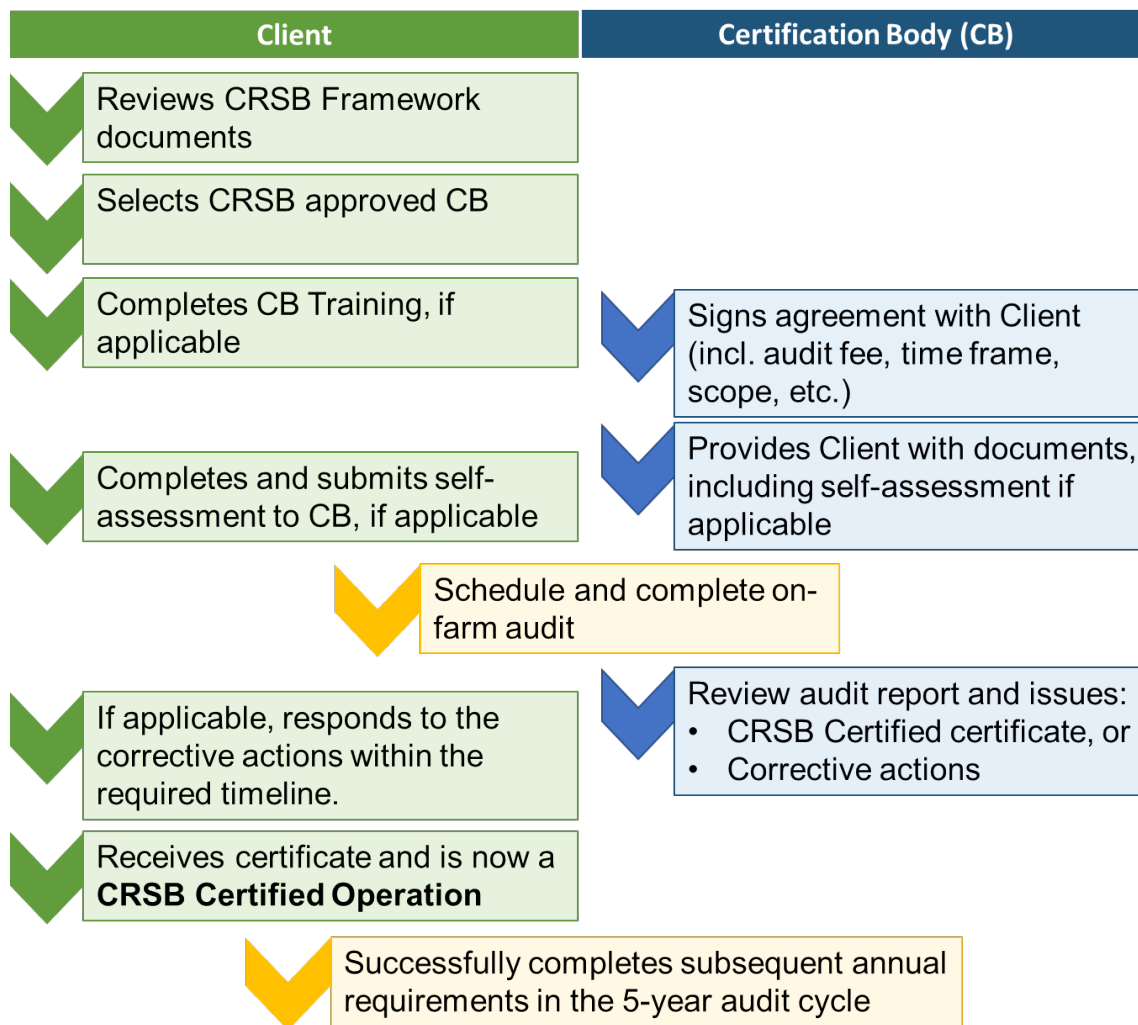 Client
Certification Body (CB)
Reviews CRSB Framework
documents
Selects CRSB approved CB
Completes CB Training, if
applicable
Signs agreement with Client
(incl. audit fee, time frame,
scope, etc.)
Provides Client with documents,
including self-assessment if
applicable
Completes and submits self-
assessment to CB, if applicable
Schedule and complete on-
farm audit
Review audit report and issues:
• CRSB Certified certificate, or
• Corrective actions
If applicable, responds to the
corrective actions within the
required timeline.
Receives certificate and is now a
CRSB Certified Operation
Successfully completes subsequent annual
requirements in the 5-year audit cycle